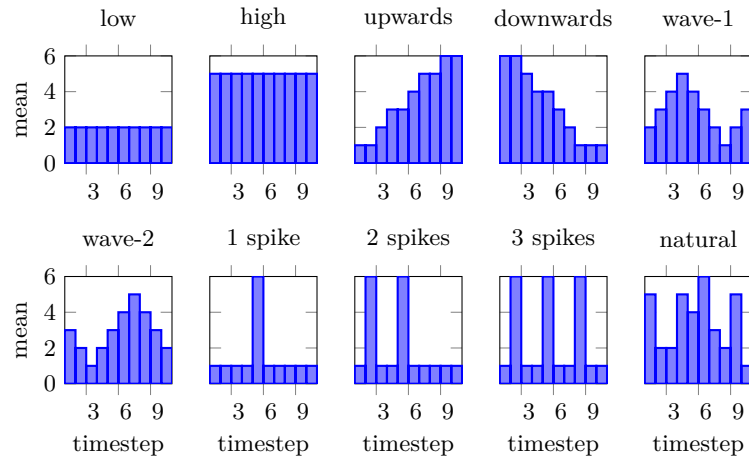 low high upwards downwards wave-1
6
4
2
0
mean
3 6 9 3 6 9 3 6 9 3 6 9 3 6 9
wave-2 1 spike 2 spikes 3 spikes natural
6
4
2
0
mean
3 6 9 3 6 9 3 6 9 3 6 9 3 6 9
timestep timestep timestep timestep timestep